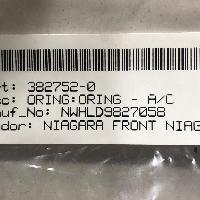 t: 382752-0
c: ORING:ORING - A/C
uf_No: NWHLD9827058
dor: NIAGARA FRONT NIAG